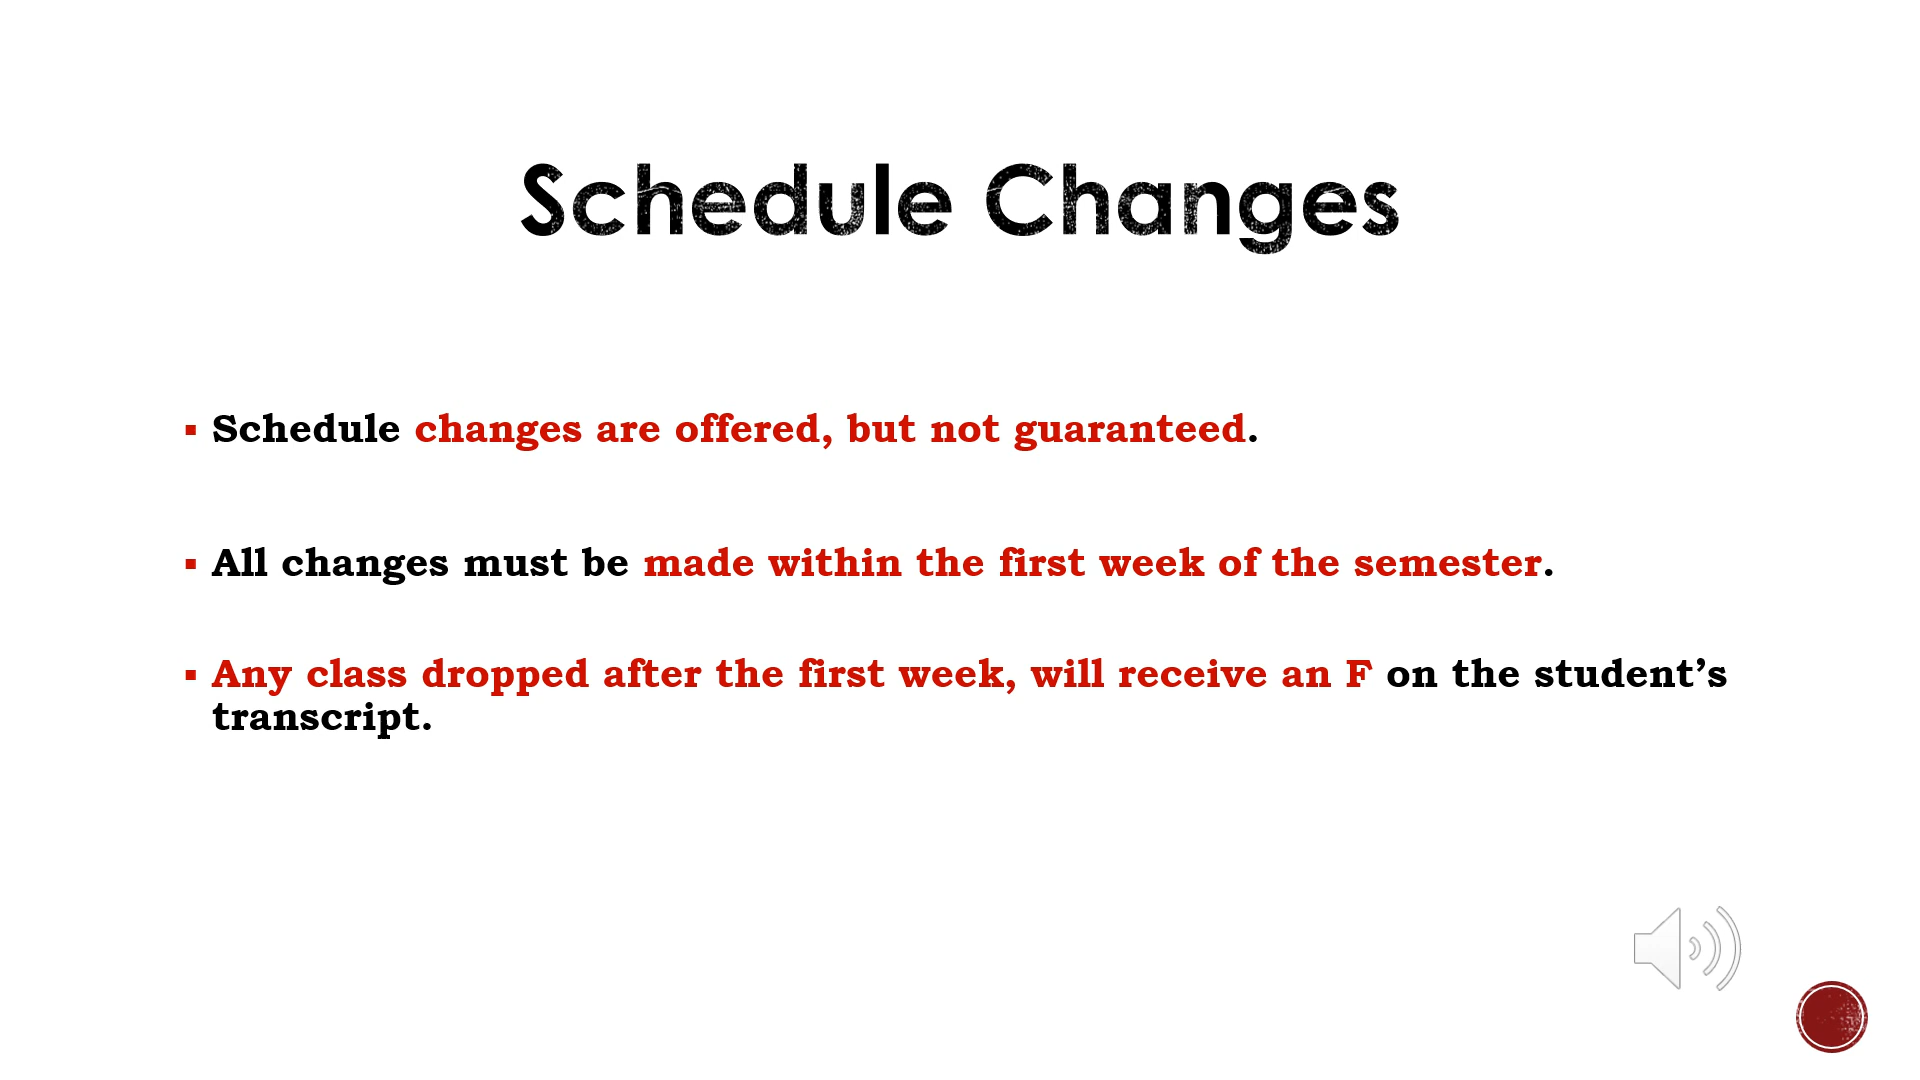 Schedule Changes
▪ Schedule changes are offered, but not guaranteed.
▪ All changes must be made within the first week of the semester.
▪ Any class dropped after the first week, will receive an F on the student’s
transcript.